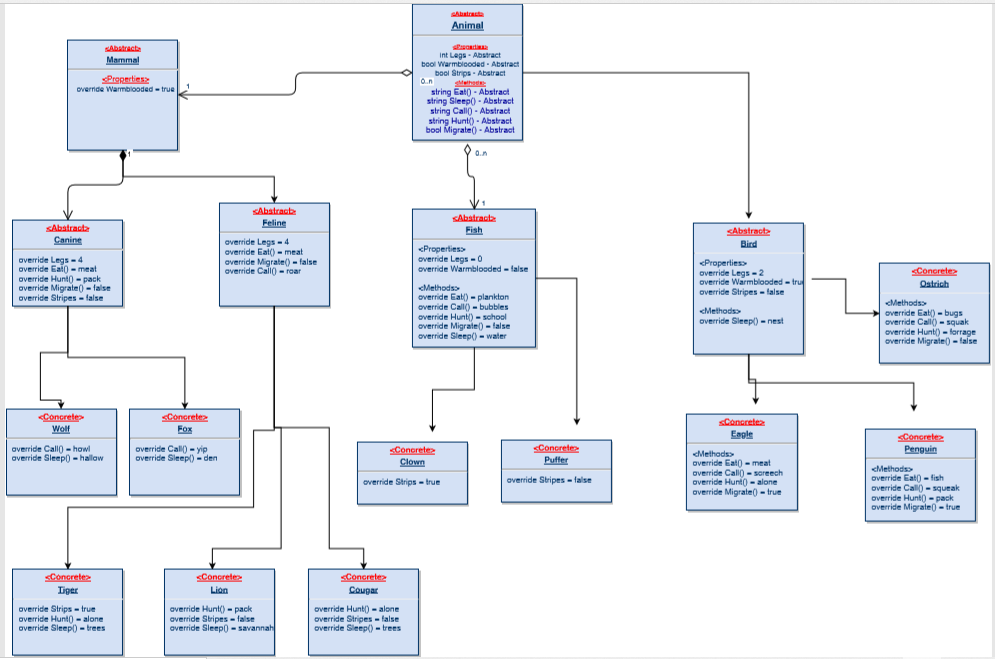 <Abstract>
Animal
<Properties>
int Legs - Abstract
bool Warmblooded - Abstract
bool Strips - Abstract
<Methods>
string Eat() - Abstract
string Sleep() - Abstract
string Call() - Abstract
string Hunt() - Abstract
bool Migrate() - Abstract
0..n
0..n
<Abstract>
Mammal
<Properties>
override Warmblooded = true
1
1
<Abstract>
Canine
override Legs = 4
override Eat() = meat
override Hunt() = pack
override Migrate() = false
override Stripes = false
<Abstract>
Feline
override Legs = 4
override Eat() = meat
override Migrate() = false
override Call() = roar
1
<Abstract>
Fish
<Properties>
override Legs = 0
override Warmblooded = false
<Methods>
override Eat() = plankton
override Call() = bubbles
override Hunt() = school
override Migrate() = false
override Sleep() = water
<Abstract>
Bird
<Properties>
override Legs = 2
override Warmblooded = tru
override Stripes = false
<Methods>
override Sleep() = nest
<Concrete>
Ostrich
<Methods>
override Eat() = bugs
override Call() = squak
override Hunt() = forrage
override Migrate() = false
<Concrete>
Wolf
override Call() = howl
override Sleep() = hallow
<Concrete>
Fox
override Call() = yip
override Sleep() = den
<Concrete>
Clown
override Strips = true
<Concrete>
Puffer
override Stripes = false
<Concrete>
Eagle
<Methods>
override Eat() = meat
override Call() = screech
override Hunt() = alone
override Migrate() = true
<Concrete>
Penguin
<Methods>
override Eat() = fish
override Call() = squeak
override Hunt() = pack
override Migrate() = true
<Concrete>
Tiger
override Strips = true
override Hunt() = alone
override Sleep() = trees
<Concrete>
Lion
override Hunt() = pack
override Stripes = false
override Sleep() = savannah
<Concrete>
Cougar
override Hunt() = alone
override Stripes = false
override Sleep() = trees